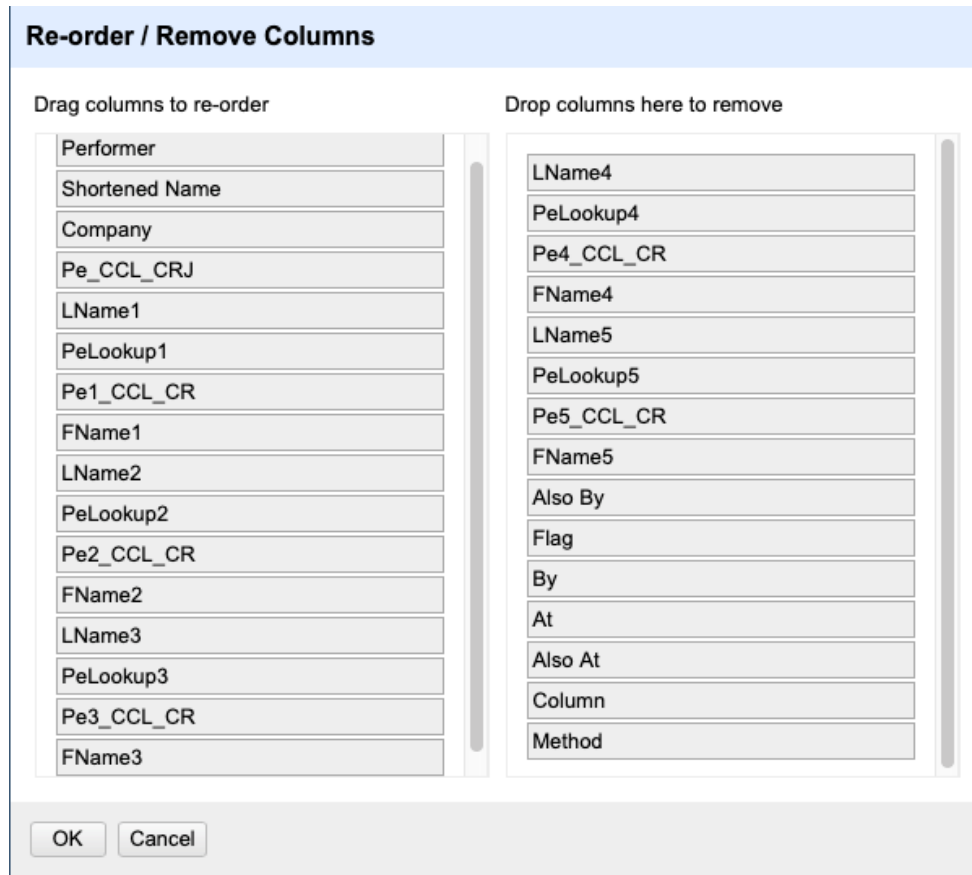 Re-order / Remove Columns
Drag columns to re-order
Performer
Shortened Name
Company
Pe_CCL_CRJ
LName1
PeLookup1
Pe1_CCL_CR
FName1
LName2
PeLookup2
Pe2_CCL_CR
FName2
LName3
PeLookup3
Pe3_CCL_CR
FName3
Drop columns here to remove
LName4
PeLookup4
Pe4_CCL_CR
FName4
LName5
PeLookup5
Pe5_CCL_CR
FName5
Also By
Flag
By
At
Also At
Column
Method
OK
Cancel